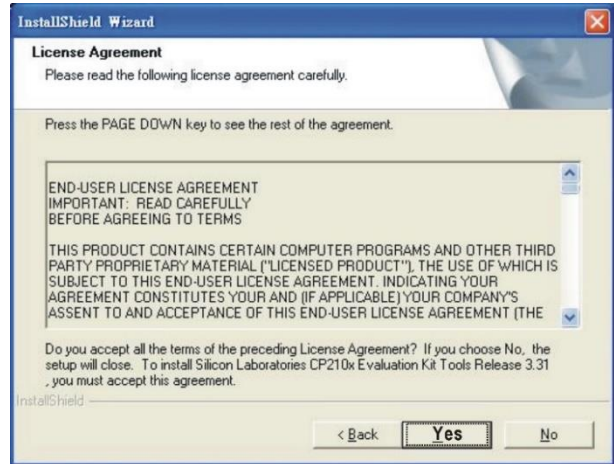 InstallShield Wizard
License Agreement
Please read the following license agreement carefully.
Press the PAGE DOWN key to see the rest of the agreement.
END-USER LICENSE AGREEMENT
IMPORTANT:  READ CAREFULLY
BEFORE AGREEING TO TERMS
THIS PRODUCT CONTAINS CERTAIN COMPUTER PROGRAMS AND OTHER THIRD
PARTY PROPRIETARY MATERIAL ("LICENSED PRODUCT"), THE USE OF WHICH IS
SUBJECT TO THIS END-USER LICENSE AGREEMENT. INDICATING YOUR
AGREEMENT CONSTITUTES YOUR AND (IF APPLICABLE) YOUR COMPANY'S
ASSENT TO AND ACCEPTANCE OF THIS END-USER LICENSE AGREEMENT (THE
Do you accept all the terms of the preceding License Agreement?  If you choose No,  the
setup will close.  To install Silicon Laboratories CP210x Evaluation Kit Tools Release 3.31
, you must accept this agreement.
InstallShield
< Back
Yes
No